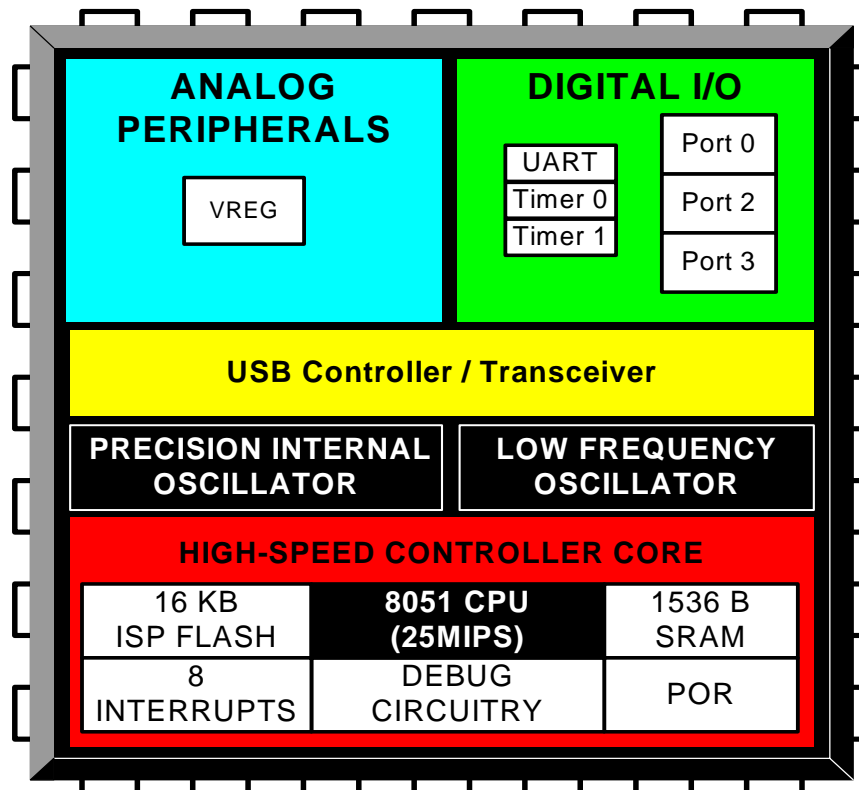 ANALOG
PERIPHERALS
VREG
DIGITAL I/O
UART
Timer 0
Timer 1
Port 0
Port 2
Port 3
USB Controller / Transceiver
PRECISION INTERNAL
OSCILLATOR
LOW FREQUENCY
OSCILLATOR
HIGH-SPEED CONTROLLER CORE
16 KB
ISP FLASH
8051 CPU
(25MIPS)
1536 B
SRAM
8
INTERRUPTS
DEBUG
CIRCUITRY
POR